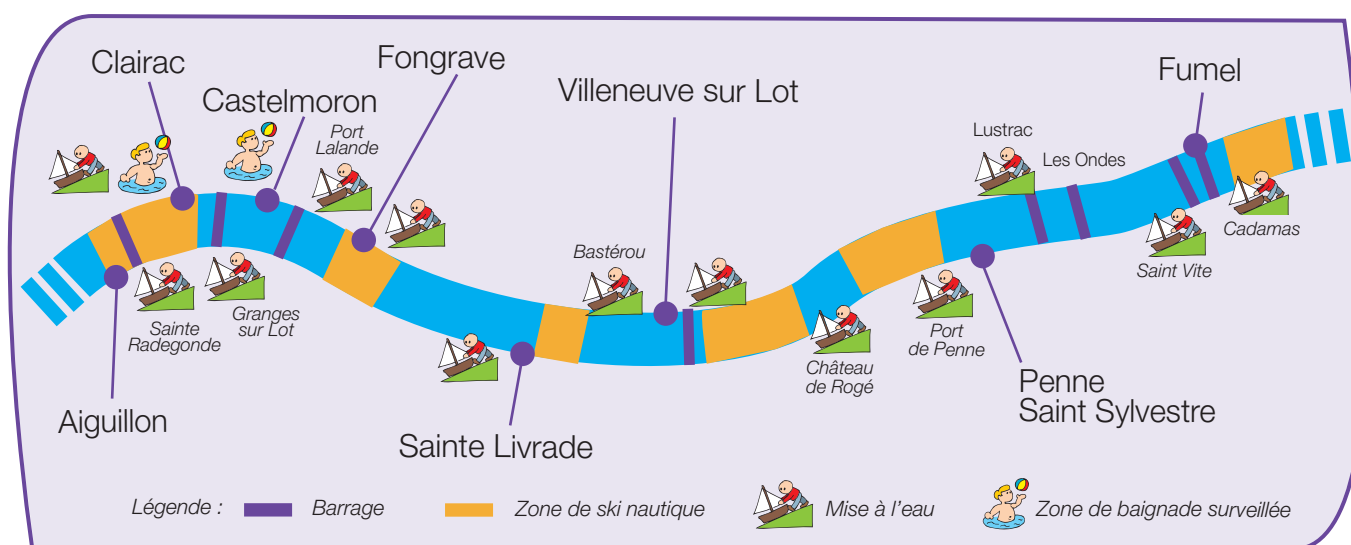 Clairac
Fongrave
Castelmoron
Villeneuve sur Lot
Fumel
Port
Lalande
Lustrac
Les Ondes
Bastérou
Saint Vite
Cadamas
Sainte
Radegonde
Granges
sur Lot
Château
de Rogé
Port
de Penne
Penne
Saint Sylvestre
Aiguillon
Sainte Livrade
Légende :
Barrage
Zone de ski nautique
Mise à l'eau
Zone de baignade surveillée